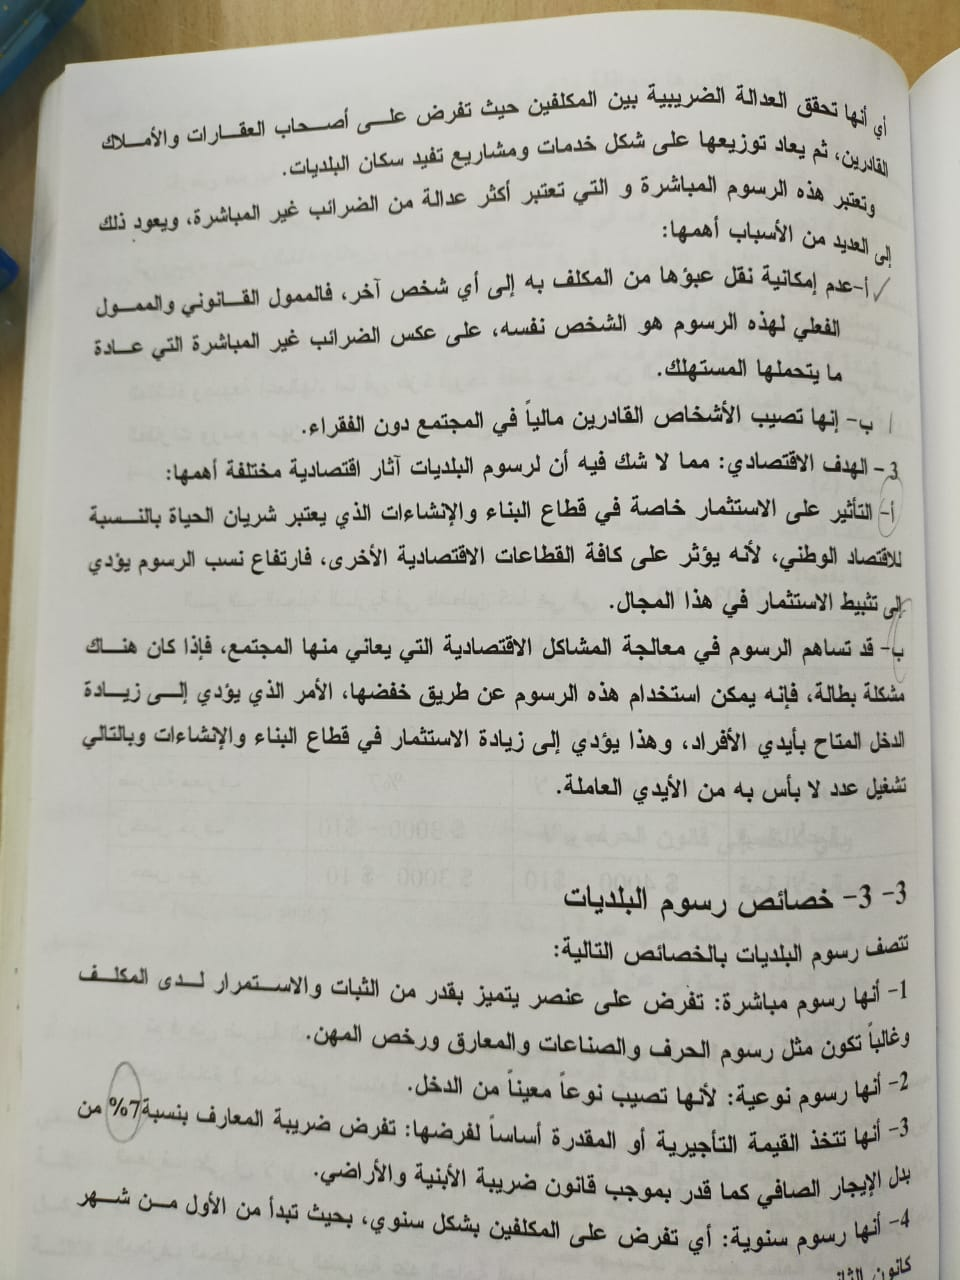 أي أنها تحقق العدالة الضريبية بين المكلفين حيث تفرض على أصحاب العقارات والأملاك
القادرين، ثم يعاد توزيعها على شكل خدمات ومشاريع تفيد سكان البلديات.
وتعتبر هذه الرسوم المباشرة و التي تعتبر أكثر عدالة من الضرائب غير المباشرة، ويعود ذلك
إلى العديد من الأسباب أهمها:
أ-عدم إمكانية نقل عبؤها من المكلف به إلى أي شخص آخر، فالممول القانوني والممول
الفعلي لهذه الرسوم هو الشخص نفسه، على عكس الضرائب غير المباشرة التي عادة
ما يتحملها المستهلك.
ب- إنها تصيب الأشخاص القادرين مالياً في المجتمع دون الفقراء.
3- الهدف الاقتصادي: مما لا شك فيه أن لرسوم البلديات آثار اقتصادية مختلفة أهمها:
أ- التأثير على الاستثمار خاصة في قطاع البناء والإنشاءات الذي يعتبر شريان الحياة بالنسبة
للاقتصاد الوطني، لأنه يؤثر على كافة القطاعات الاقتصادية الأخرى، فارتفاع نسب الرسوم يؤدي
إلى تثبيط الاستثمار في هذا المجال.
ب- قد تساهم الرسوم في معالجة المشاكل الاقتصادية التي يعاني منها المجتمع، فإذا كان هناك
مشكلة بطالة، فإنه يمكن استخدام هذه الرسوم عن طريق خفضها، الأمر الذي يؤدي إلى زيادة
الدخل المتاح بأيدي الأفراد، وهذا يؤدي إلى زيادة الاستثمار في قطاع البناء والإنشاءات وبالتالي
تشغيل عدد لا بأس به من الأيدي العاملة.
3- 3- خصائص رسوم البلديات
تتصف رسوم البلديات بالخصائص التالية:
1- أنها رسوم مباشرة: تفرض على عنصر يتميز بقدر من الثبات والاستمرار لدى المكلف
وغالباً تكون مثل رسوم الحرف والصناعات والمعارق ورخص المهن.
2- أنها رسوم نوعية: لأنها تصيب نوعاً معيناً من الدخل.
3- أنها تتخذ القيمة التأجيرية أو المقدرة أساساً لفرضها: تفرض ضريبة المعارف بنسبة 7% من
بدل الإيجار الصافي كما قدر بموجب قانون ضريبة الأبنية والأراضي.
4- أنها رسوم سنوية: أي تفرض على المكلفين بشكل سنوي، بحيث تبدأ من الأول من شهر
كانون